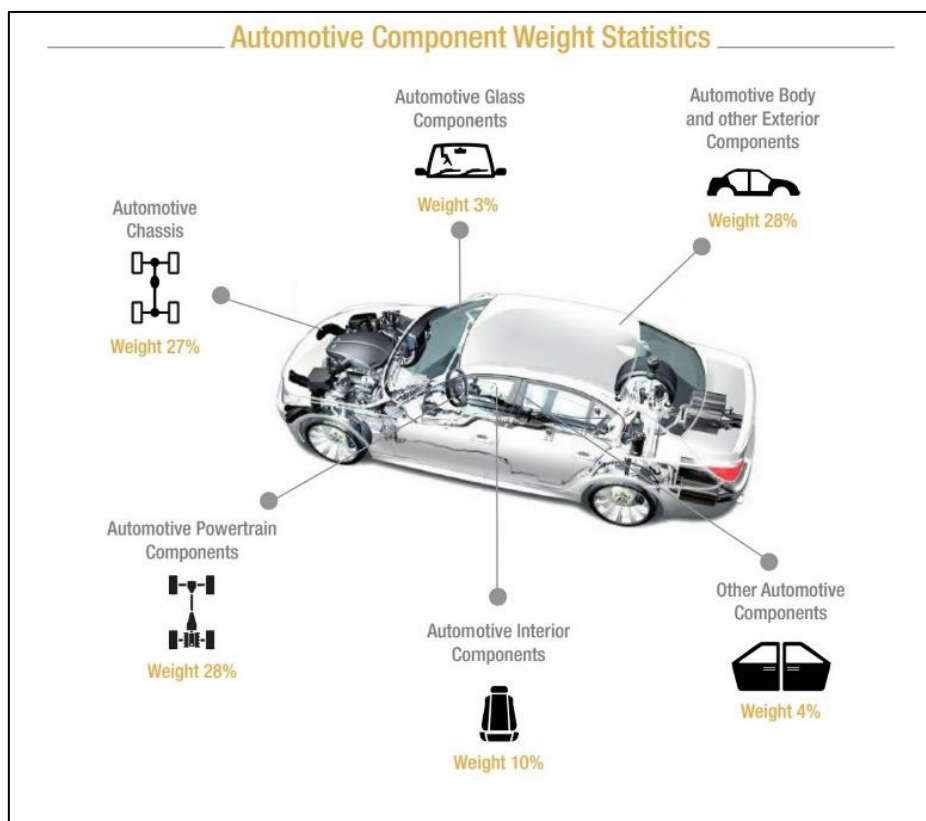 Automotive Component Weight Statistics
Automotive Glass
Components
Weight 3%
Automotive Body
and other Exterior
Components
Weight 28%
Automotive
Chassis
Weight 27%
Automotive Powertrain
Components
Weight 28%
Automotive Interior
Components
Weight 10%
Other Automotive
Components
Weight 4%